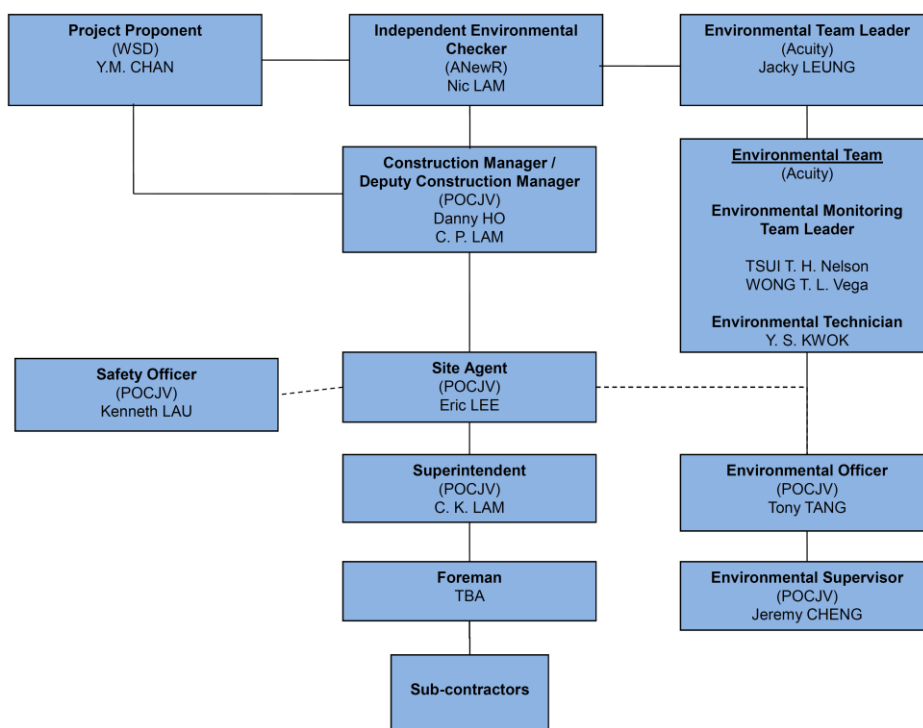 Project Proponent
(WSD)
Y.M. CHAN
Independent Environmental
Checker
(ANewR)
Nic LAM
Environmental Team Leader
(Acuity)
Jacky LEUNG
Construction Manager /
Deputy Construction Manager
(POCJV)
Danny HO
C. P. LAM
Environmental Team
(Acuity)
Environmental Monitoring
Team Leader
TSUI T. H. Nelson
WONG T. L. Vega
Environmental Technician
Y. S. KWOK
Safety Officer
(POCJV)
Kenneth LAU
Site Agent
(POCJV)
Eric LEE
Superintendent
(POCJV)
C. K. LAM
Environmental Officer
(POCJV)
Tony TANG
Foreman
TBA
Environmental Supervisor
(POCJV)
Jeremy CHENG
Sub-contractors